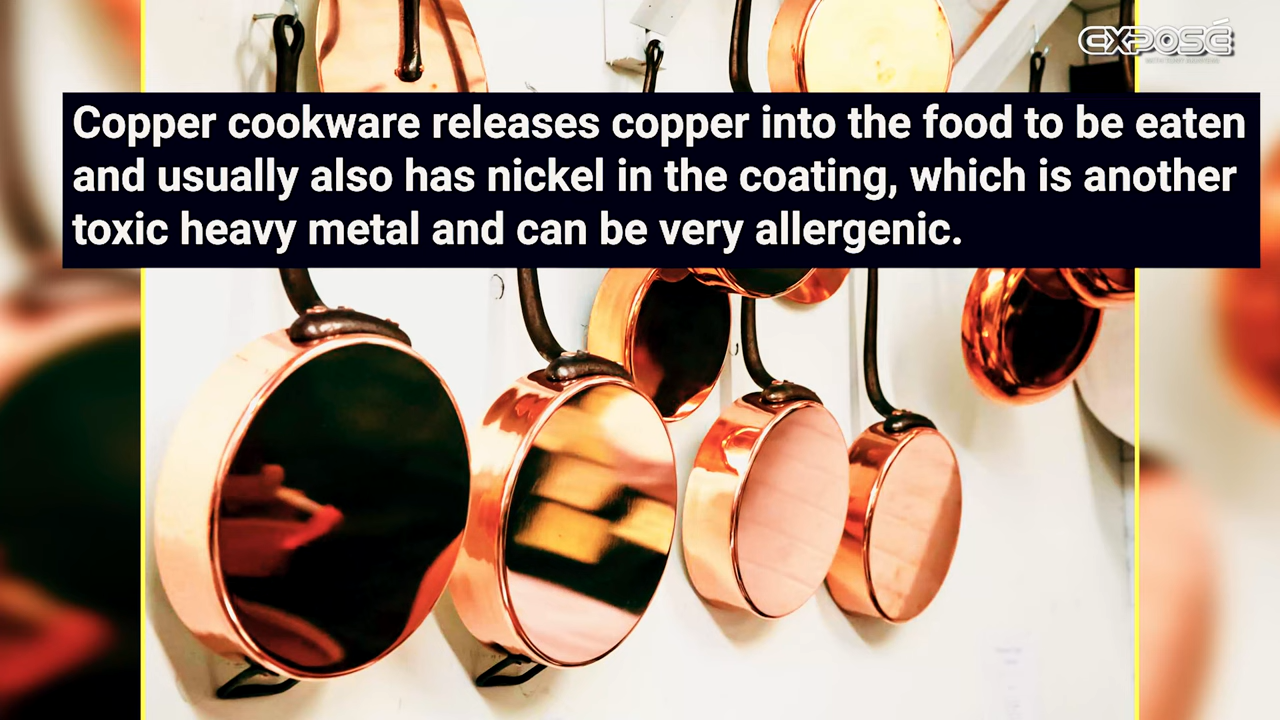 EXPOSÉ
Copper cookware releases copper into the food to be eaten
and usually also has nickel in the coating, which is another
toxic heavy metal and can be very allergenic.